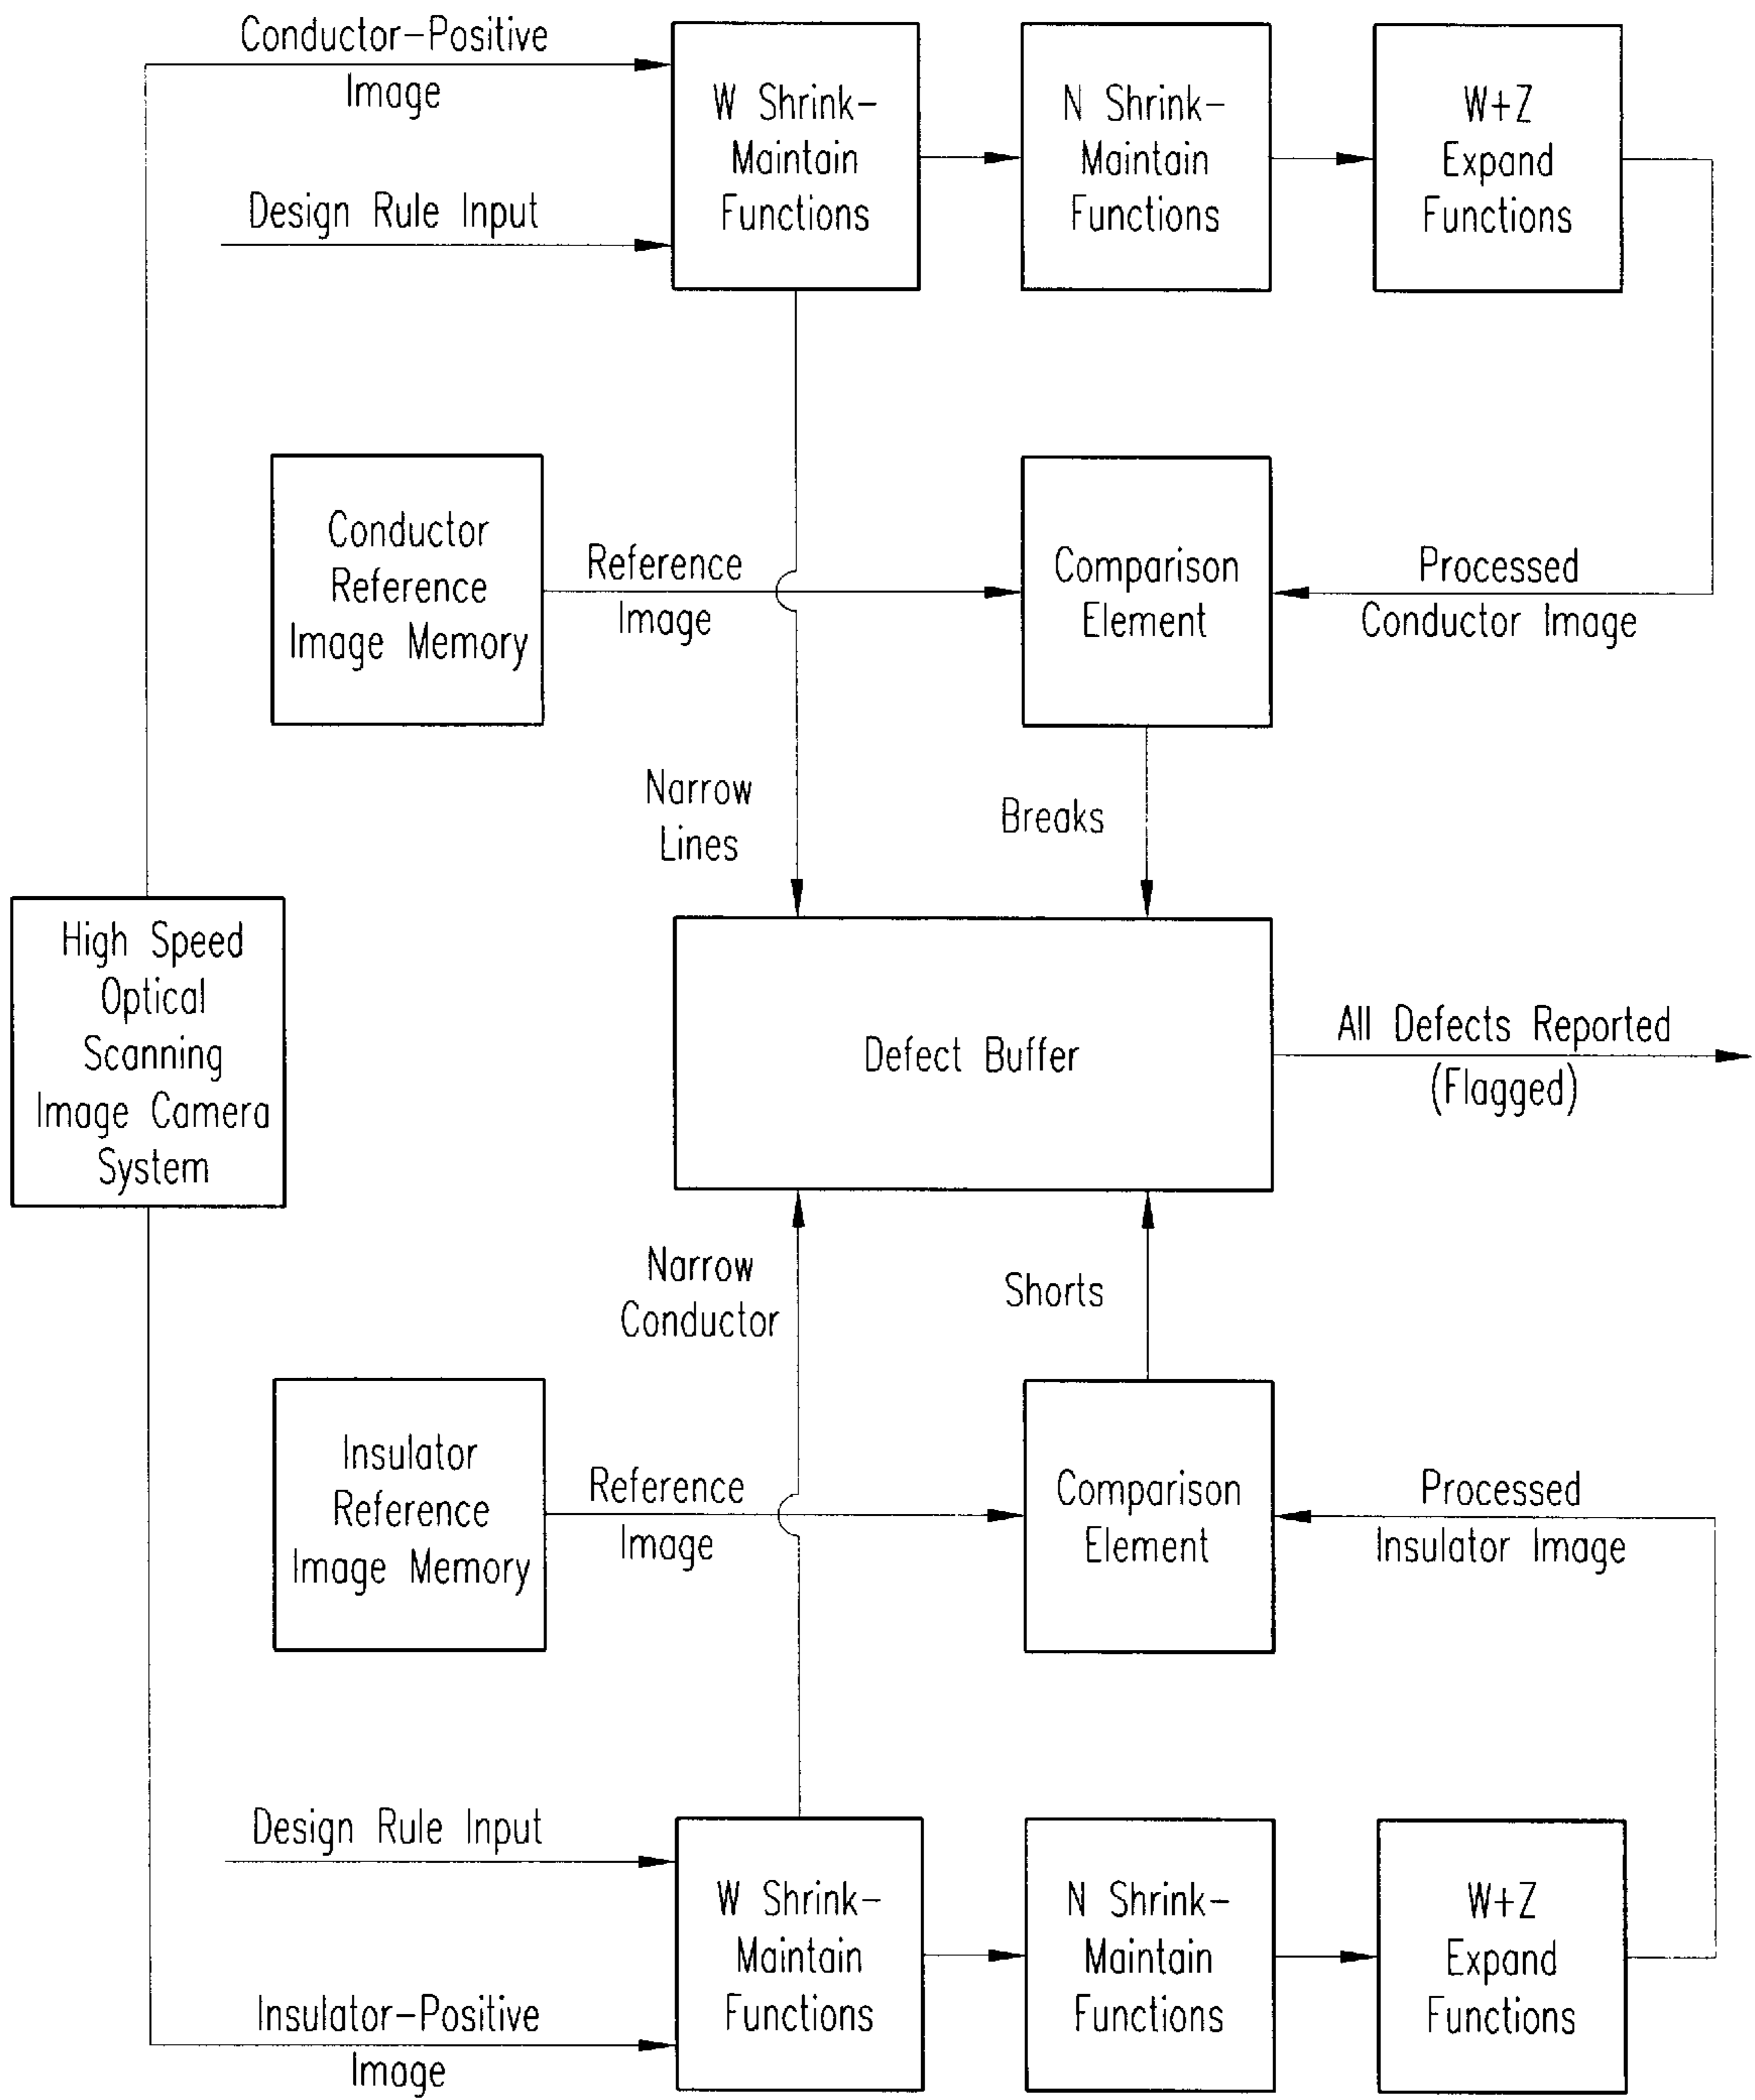 Conductor-Positive
Image
Design Rule Input
W Shrink-
Maintain
Functions
N Shrink-
Maintain
Functions
W+Z
Expand
Functions
Conductor
Reference
Image Memory
Reference
Image
Comparison
Element
Processed
Conductor Image
Narrow
Lines
Breaks
High Speed
Optical
Scanning
Image Camera
System
Defect Buffer
All Defects Reported
(Flagged)
Narrow
Conductor
Shorts
Insulator
Reference
Image Memory
Reference
Image
Comparison
Element
Processed
Insulator Image
Design Rule Input
Insulator-Positive
Image
W Shrink-
Maintain
Functions
N Shrink-
Maintain
Functions
W+Z
Expand
Functions